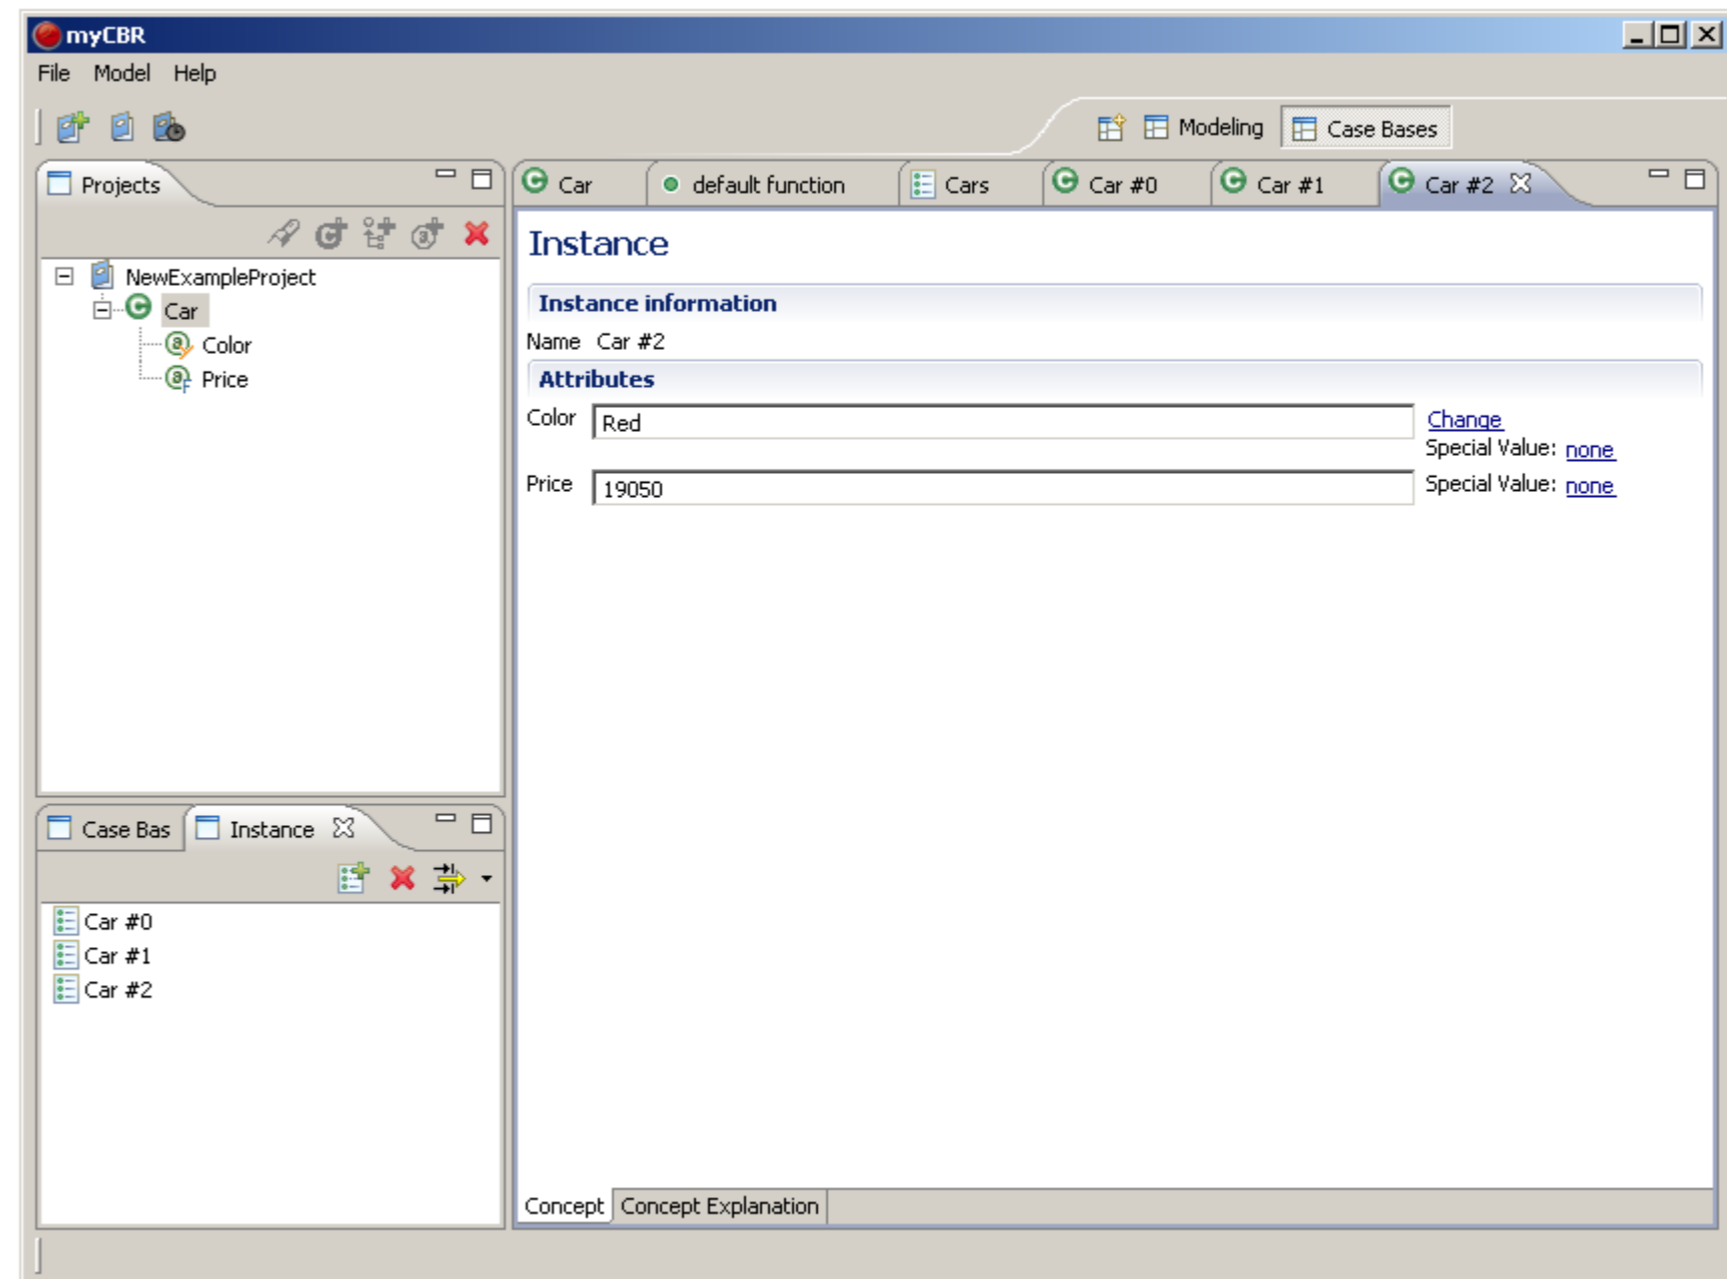 myCBR
File Model Help
Modeling Case Bases
Projects
NewExampleProject
Car
Color
Price
Car default function Cars Car #0 Car #1 Car #2
Instance
Instance information
Name Car #2
Attributes
Color Red Change
Special Value: none
Price 19050 Special Value: none
Case Bas Instance
Car #0
Car #1
Car #2
Concept Concept Explanation